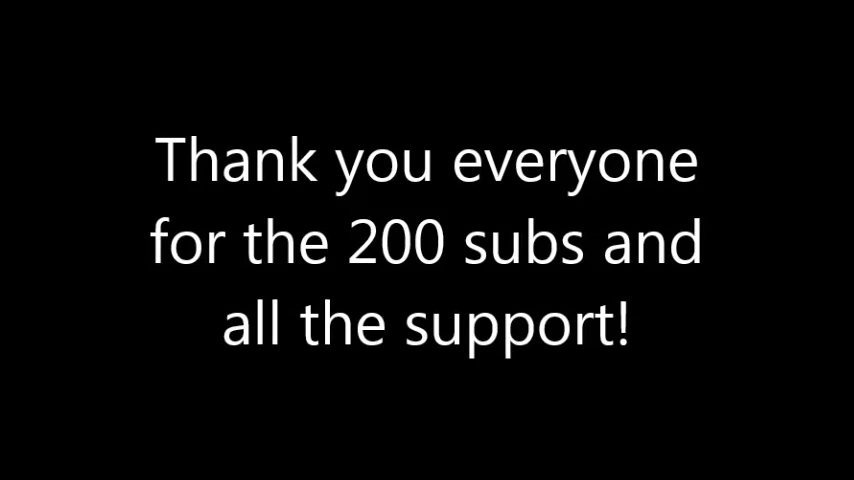 Thank you everyone
for the 200 subs and
all the support!